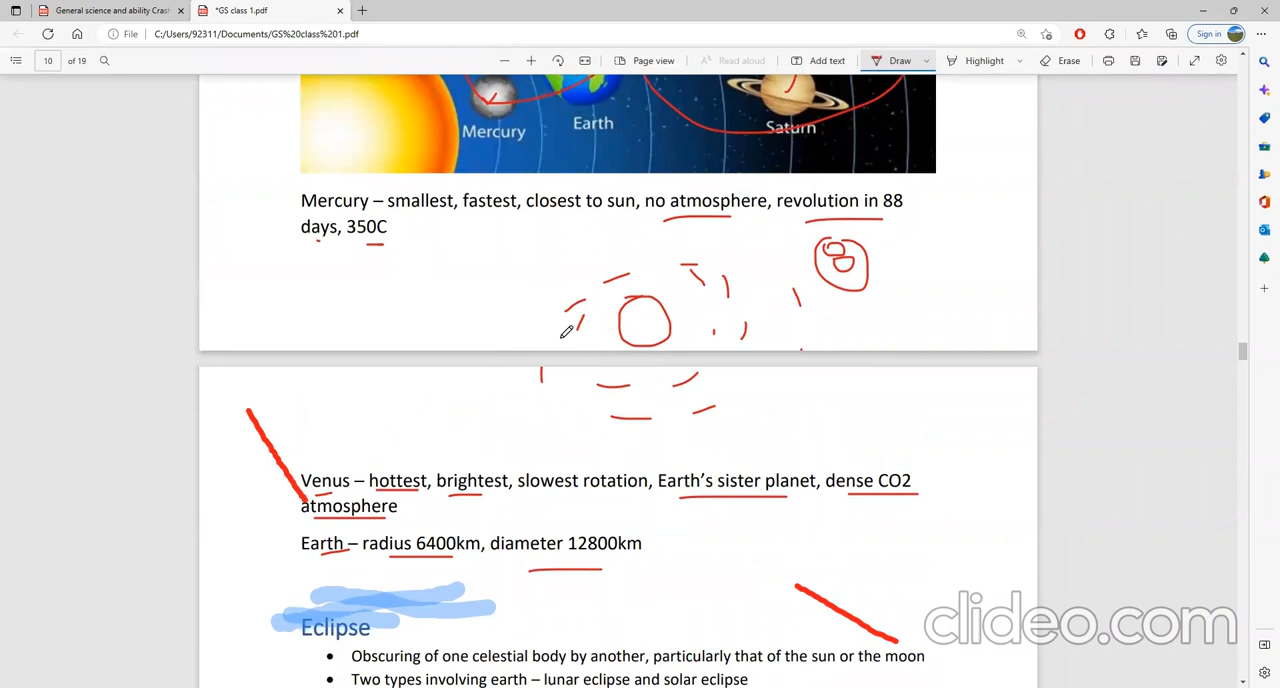 General science and ability Cras
*GS class 1.pdf
File
C:/Users/92311/Documents/GS%20class%201.pdf
Sign in
10 of 19
Page view
Read aloud
Add text
Draw
Highlight
Erase
Mercury
Earth
Saturn
Mercury – smallest, fastest, closest to sun, no atmosphere, revolution in 88
days, 350C
Venus – hottest, brightest, slowest rotation, Earth's sister planet, dense CO2
atmosphere
Earth – radius 6400km, diameter 12800km
Eclipse
• Obscuring of one celestial body by another, particularly that of the sun or the moon
• Two types involving earth – lunar eclipse and solar eclipse
clideo.com